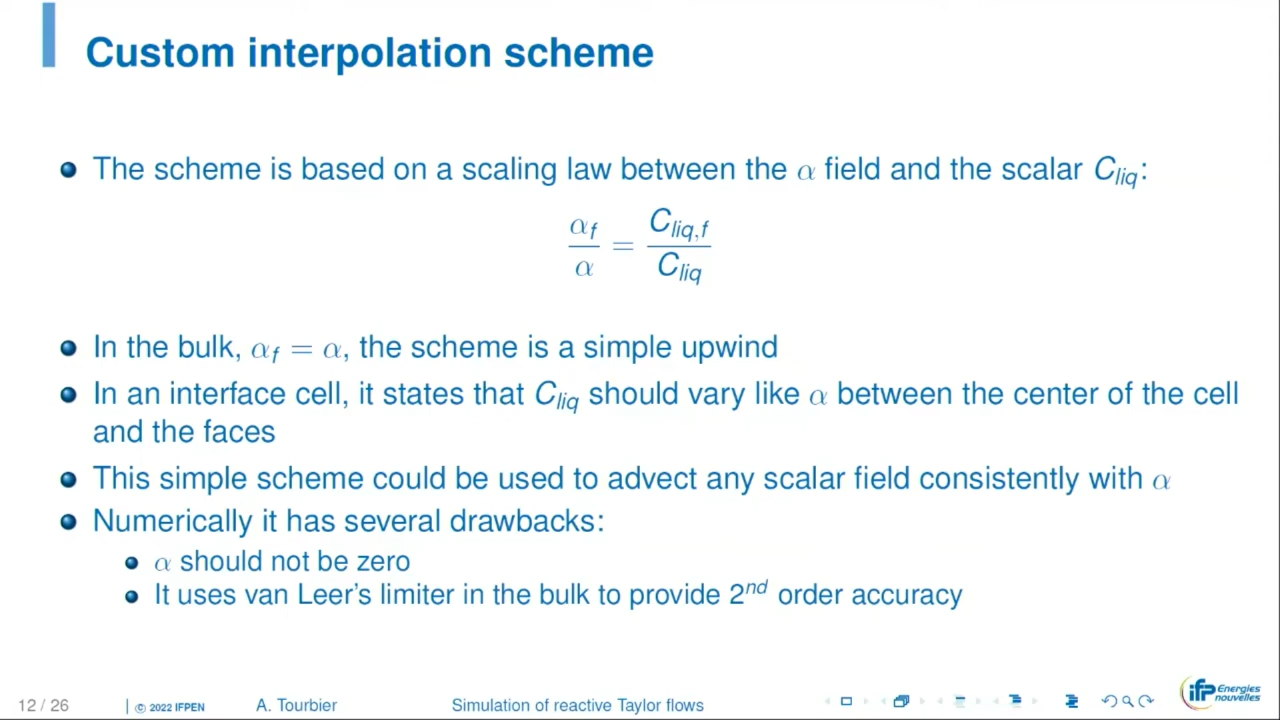 Custom interpolation scheme
The scheme is based on a scaling law between the α field and the scalar C_liq:
α_f / α = C_liq,f / C_liq
In the bulk, α_f = α, the scheme is a simple upwind
In an interface cell, it states that C_liq should vary like α between the center of the cell
and the faces
This simple scheme could be used to advect any scalar field consistently with α
Numerically it has several drawbacks:
α should not be zero
It uses van Leer's limiter in the bulk to provide 2nd order accuracy
12 / 26 | © 2022 IFPEN A. Tourbier Simulation of reactive Taylor flows
ifp Energies
nouvelles